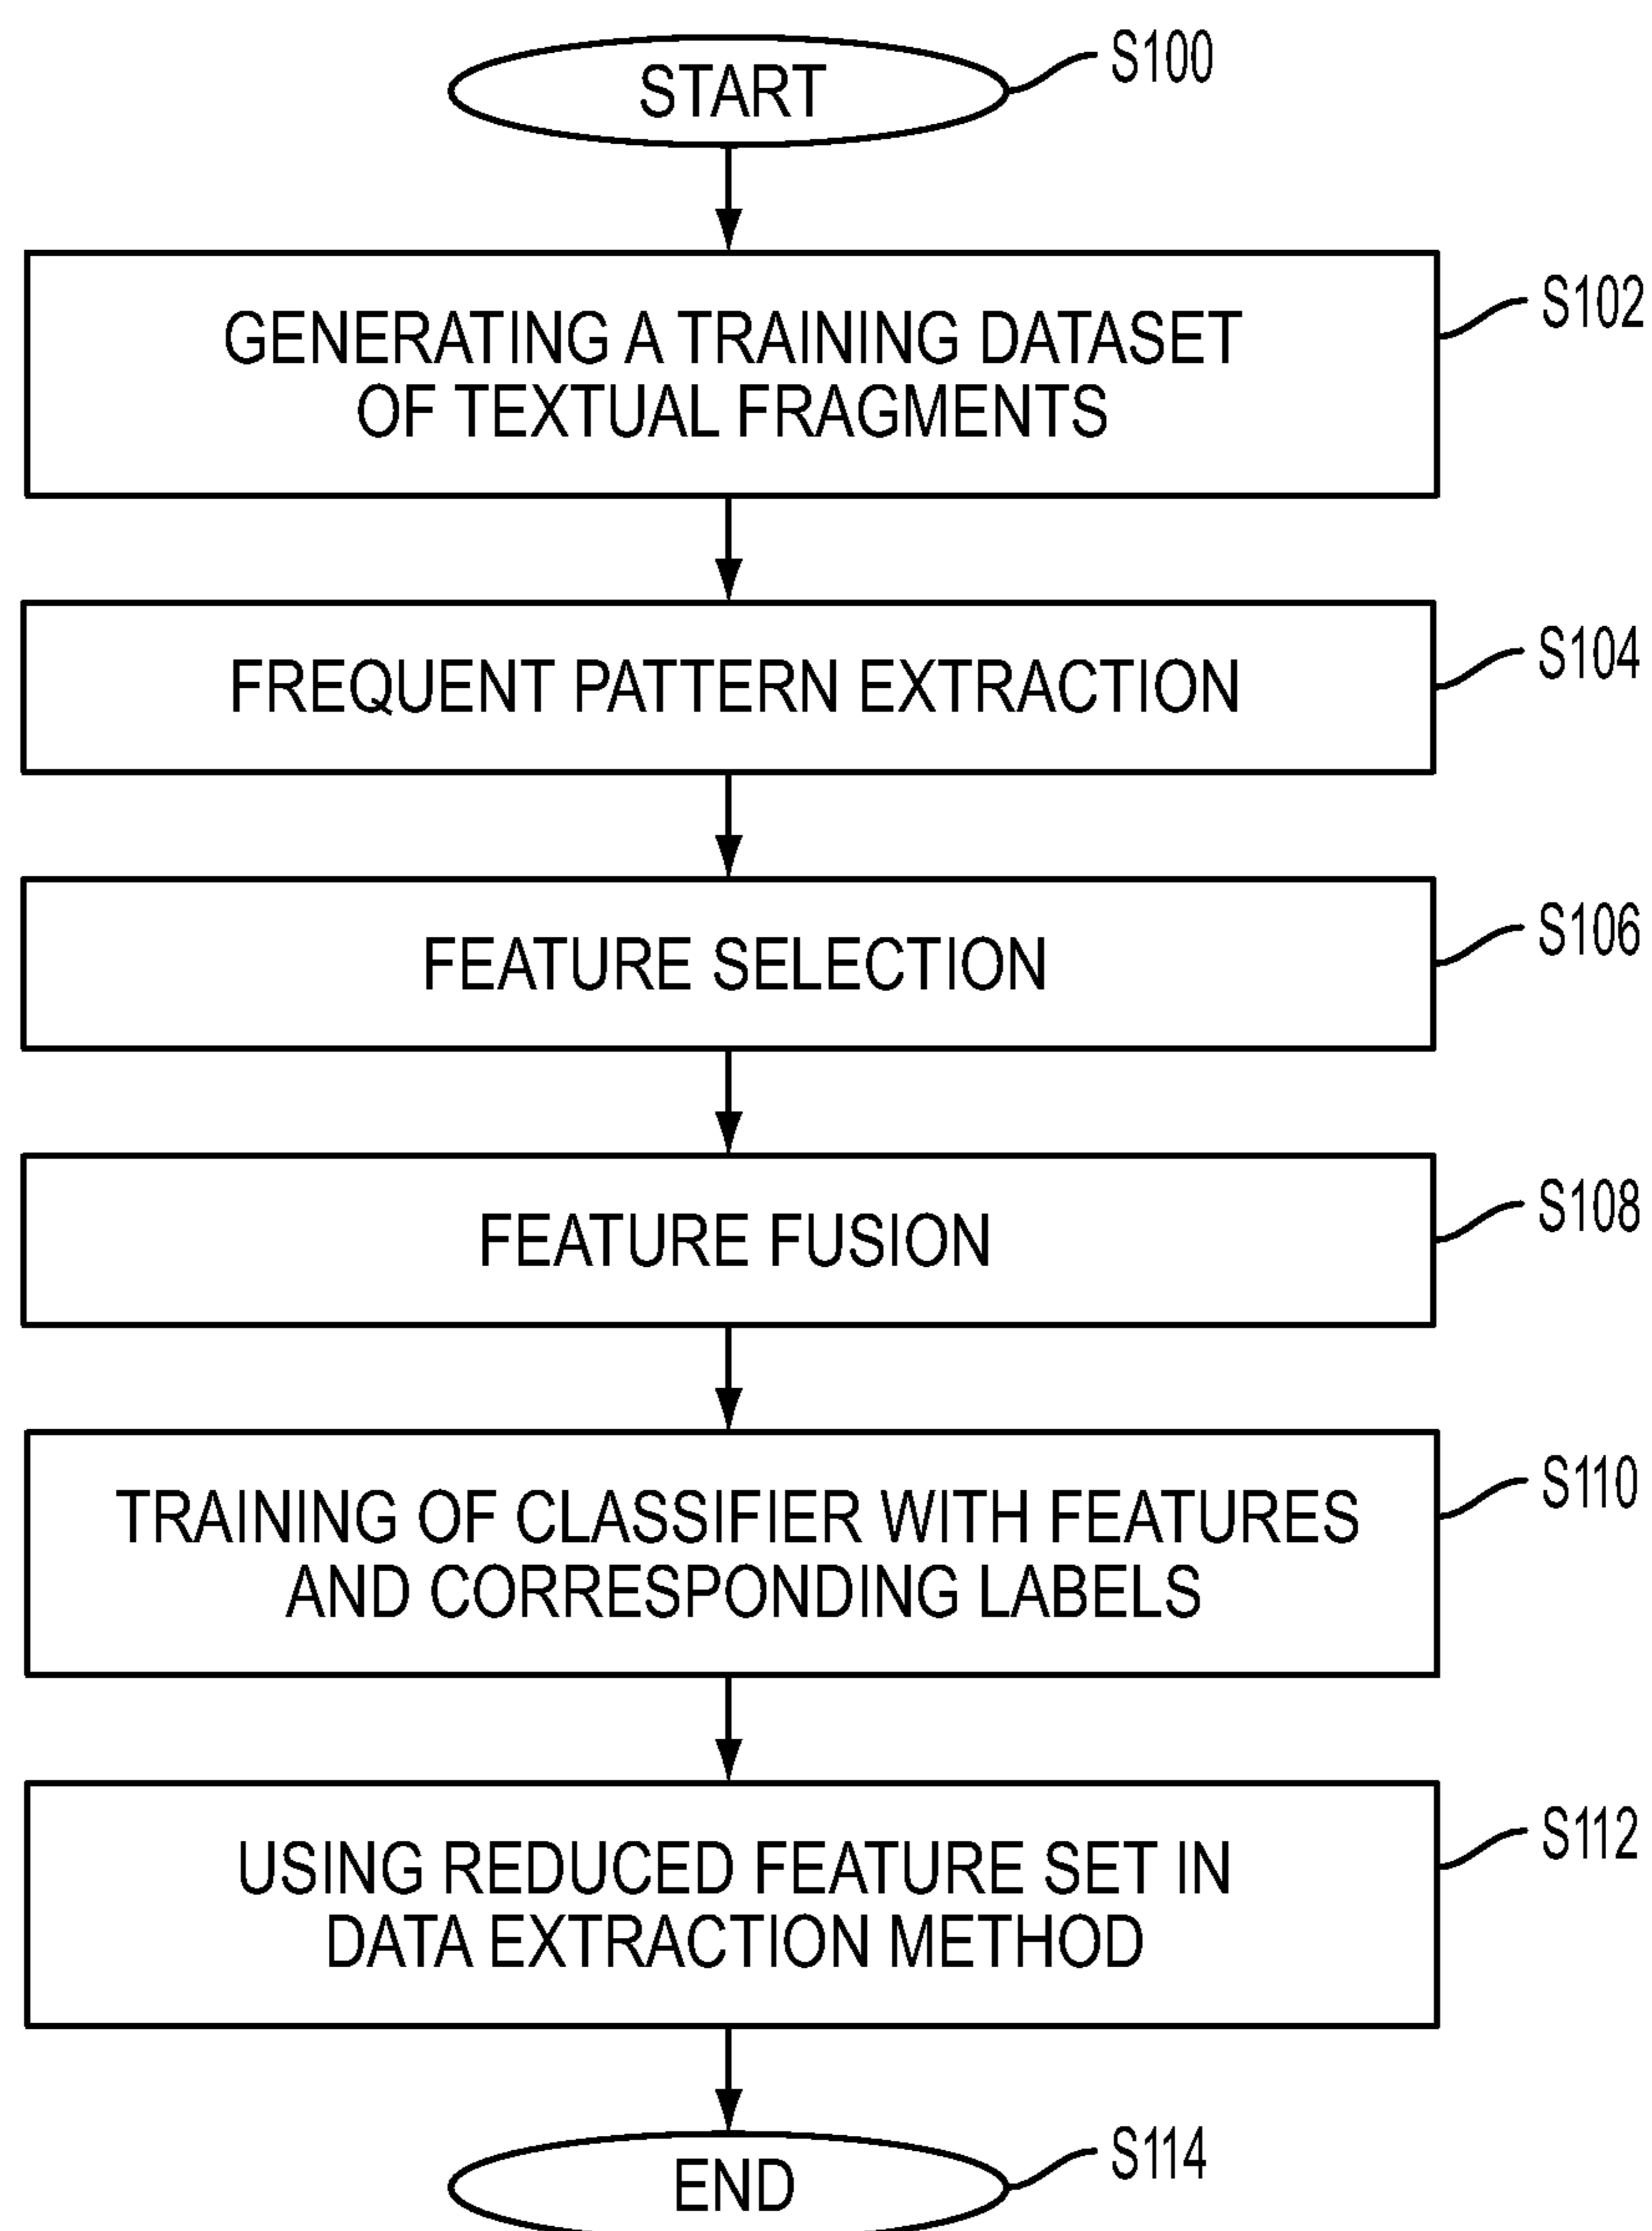 START
S100
GENERATING A TRAINING DATASET
OF TEXTUAL FRAGMENTS
S102
FREQUENT PATTERN EXTRACTION
S104
FEATURE SELECTION
S106
FEATURE FUSION
S108
TRAINING OF CLASSIFIER WITH FEATURES
AND CORRESPONDING LABELS
S110
USING REDUCED FEATURE SET IN
DATA EXTRACTION METHOD
S112
END
S114